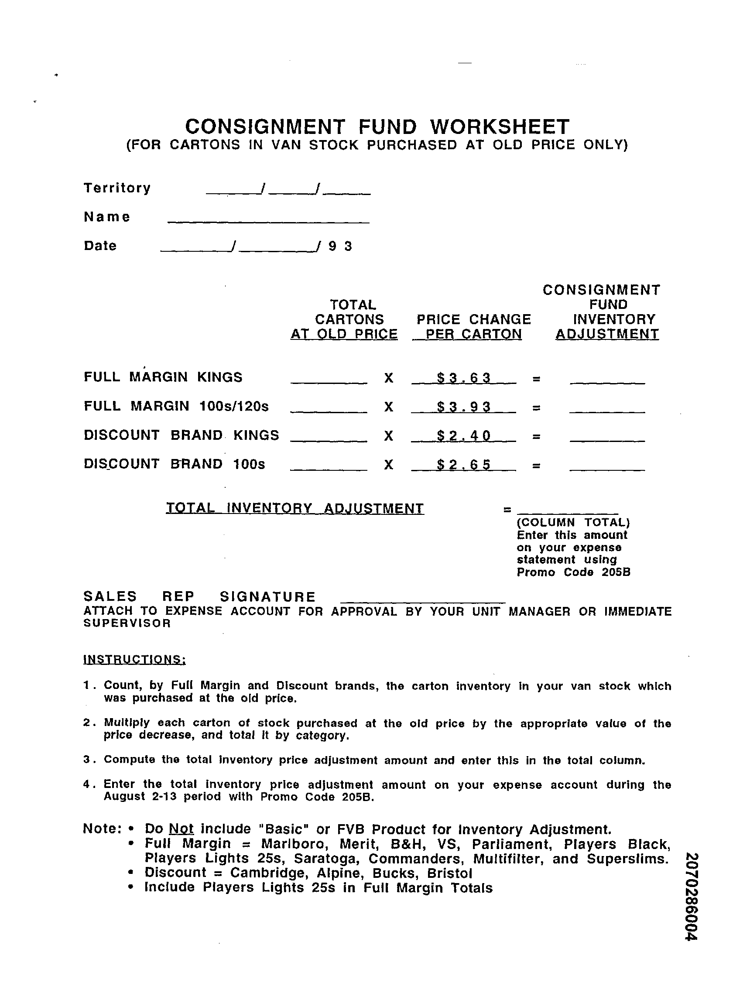 CONSIGNMENT FUND WORKSHEET
(FOR CARTONS IN VAN STOCK PURCHASED AT OLD PRICE ONLY)
Territory ______/______/______
Name ____________________
Date ________/_________/ 9 3
TOTAL CARTONS AT OLD PRICE PRICE CHANGE PER CARTON CONSIGNMENT FUND INVENTORY ADJUSTMENT
FULL MARGIN KINGS ________ X $3.63 = ________
FULL MARGIN 100s/120s ________ X $3.93 = ________
DISCOUNT BRAND KINGS ________ X $2.40 = ________
DISCOUNT BRAND 100s ________ X $2.65 = ________
TOTAL INVENTORY ADJUSTMENT = __________
(COLUMN TOTAL)
Enter this amount
on your expense
statement using
Promo Code 205B
SALES REP SIGNATURE ________________
ATTACH TO EXPENSE ACCOUNT FOR APPROVAL BY YOUR UNIT MANAGER OR IMMEDIATE
SUPERVISOR
INSTRUCTIONS:
1. Count, by Full Margin and Discount brands, the carton inventory in your van stock which
was purchased at the old price.
2. Multiply each carton of stock purchased at the old price by the appropriate value of the
price decrease, and total it by category.
3. Compute the total inventory price adjustment amount and enter this in the total column.
4. Enter the total inventory price adjustment amount on your expense account during the
August 2-13 period with Promo Code 205B.
Note: • Do Not include "Basic" or FVB Product for Inventory Adjustment.
• Full Margin = Marlboro, Merit, B&H, VS, Parliament, Players Black,
Players Lights 25s, Saratoga, Commanders, Multifilter, and Superslims.
• Discount = Cambridge, Alpine, Bucks, Bristol
• Include Players Lights 25s in Full Margin Totals
2070286004